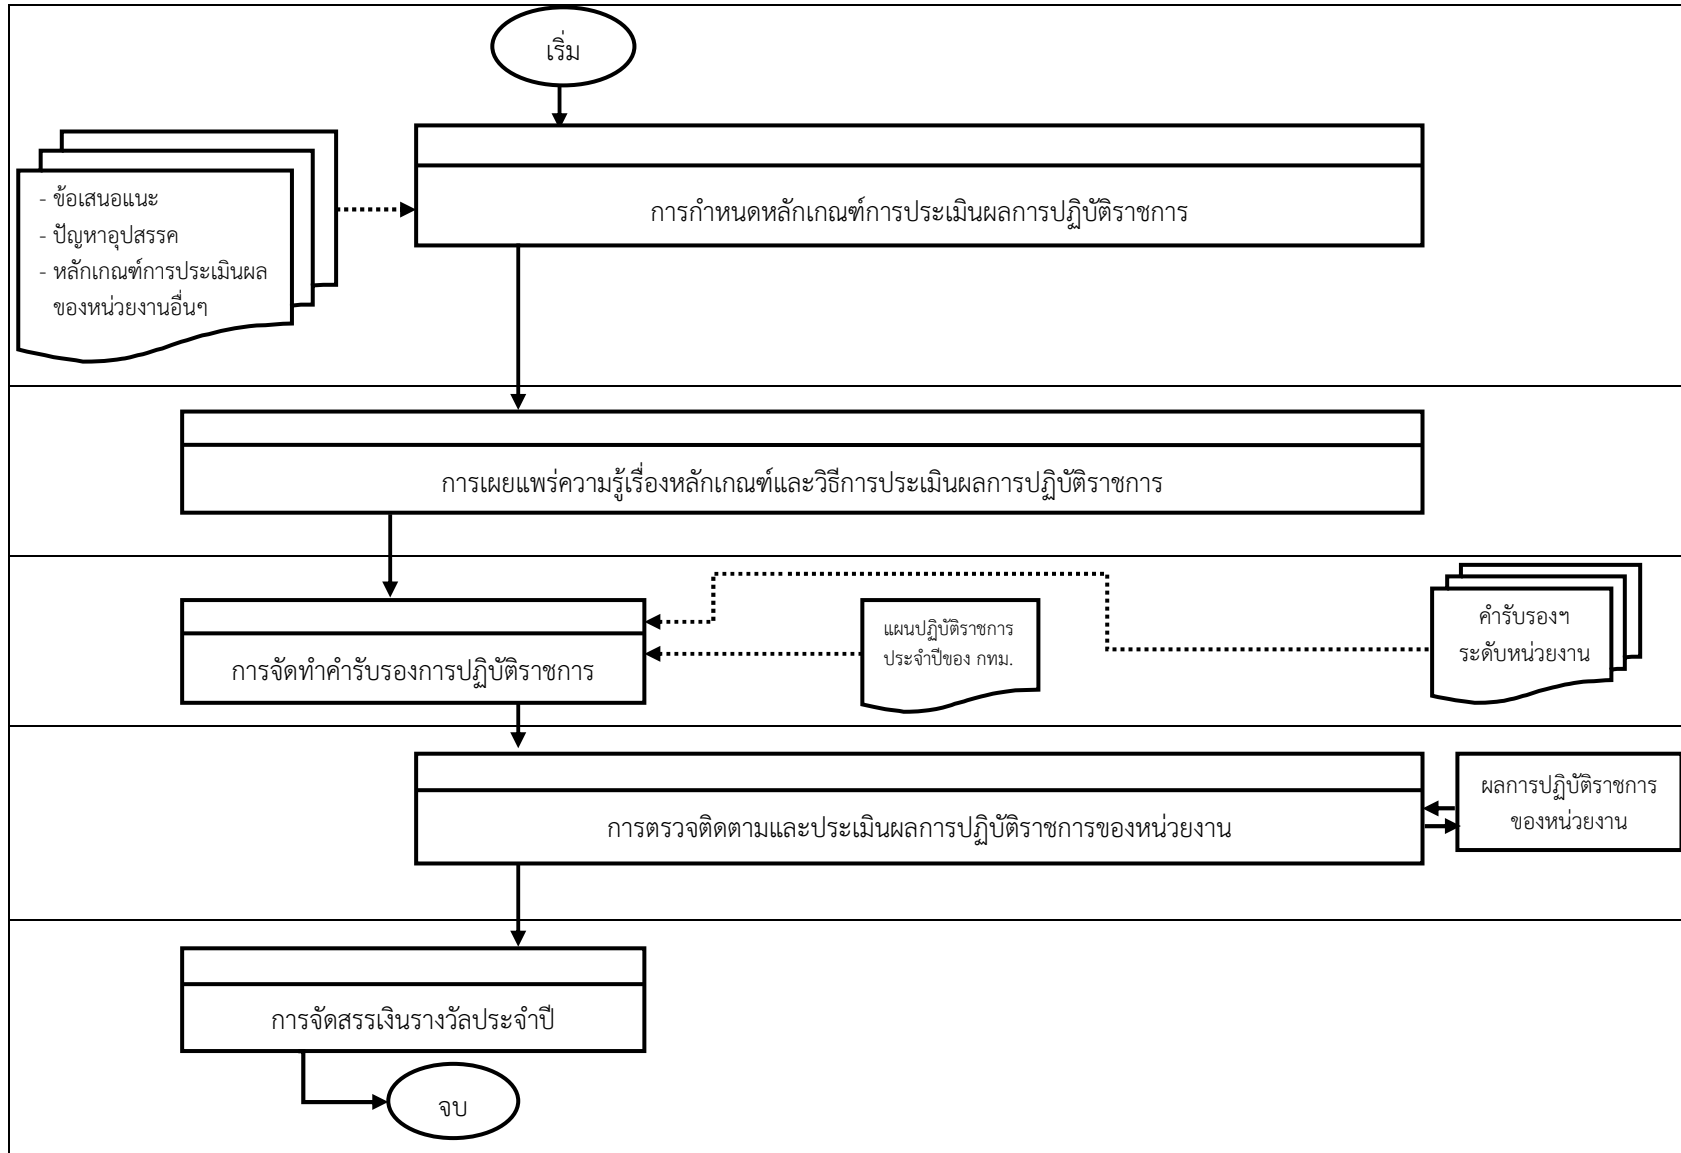 เริ่ม
การกำหนดหลักเกณฑ์การประเมินผลการปฏิบัติราชการ
- ข้อเสนอแนะ
- ปัญหาอุปสรรค
- หลักเกณฑ์การประเมินผล
ของหน่วยงานอื่นๆ
การเผยแพร่ความรู้เรื่องหลักเกณฑ์และวิธีการประเมินผลการปฏิบัติราชการ
การจัดทำคำรับรองการปฏิบัติราชการ
แผนปฏิบัติราชการ
ประจำปีของ กทม.
คำรับรองฯ
ระดับหน่วยงาน
การตรวจติดตามและประเมินผลการปฏิบัติราชการของหน่วยงาน
ผลการปฏิบัติราชการ
ของหน่วยงาน
การจัดสรรเงินรางวัลประจำปี
จบ